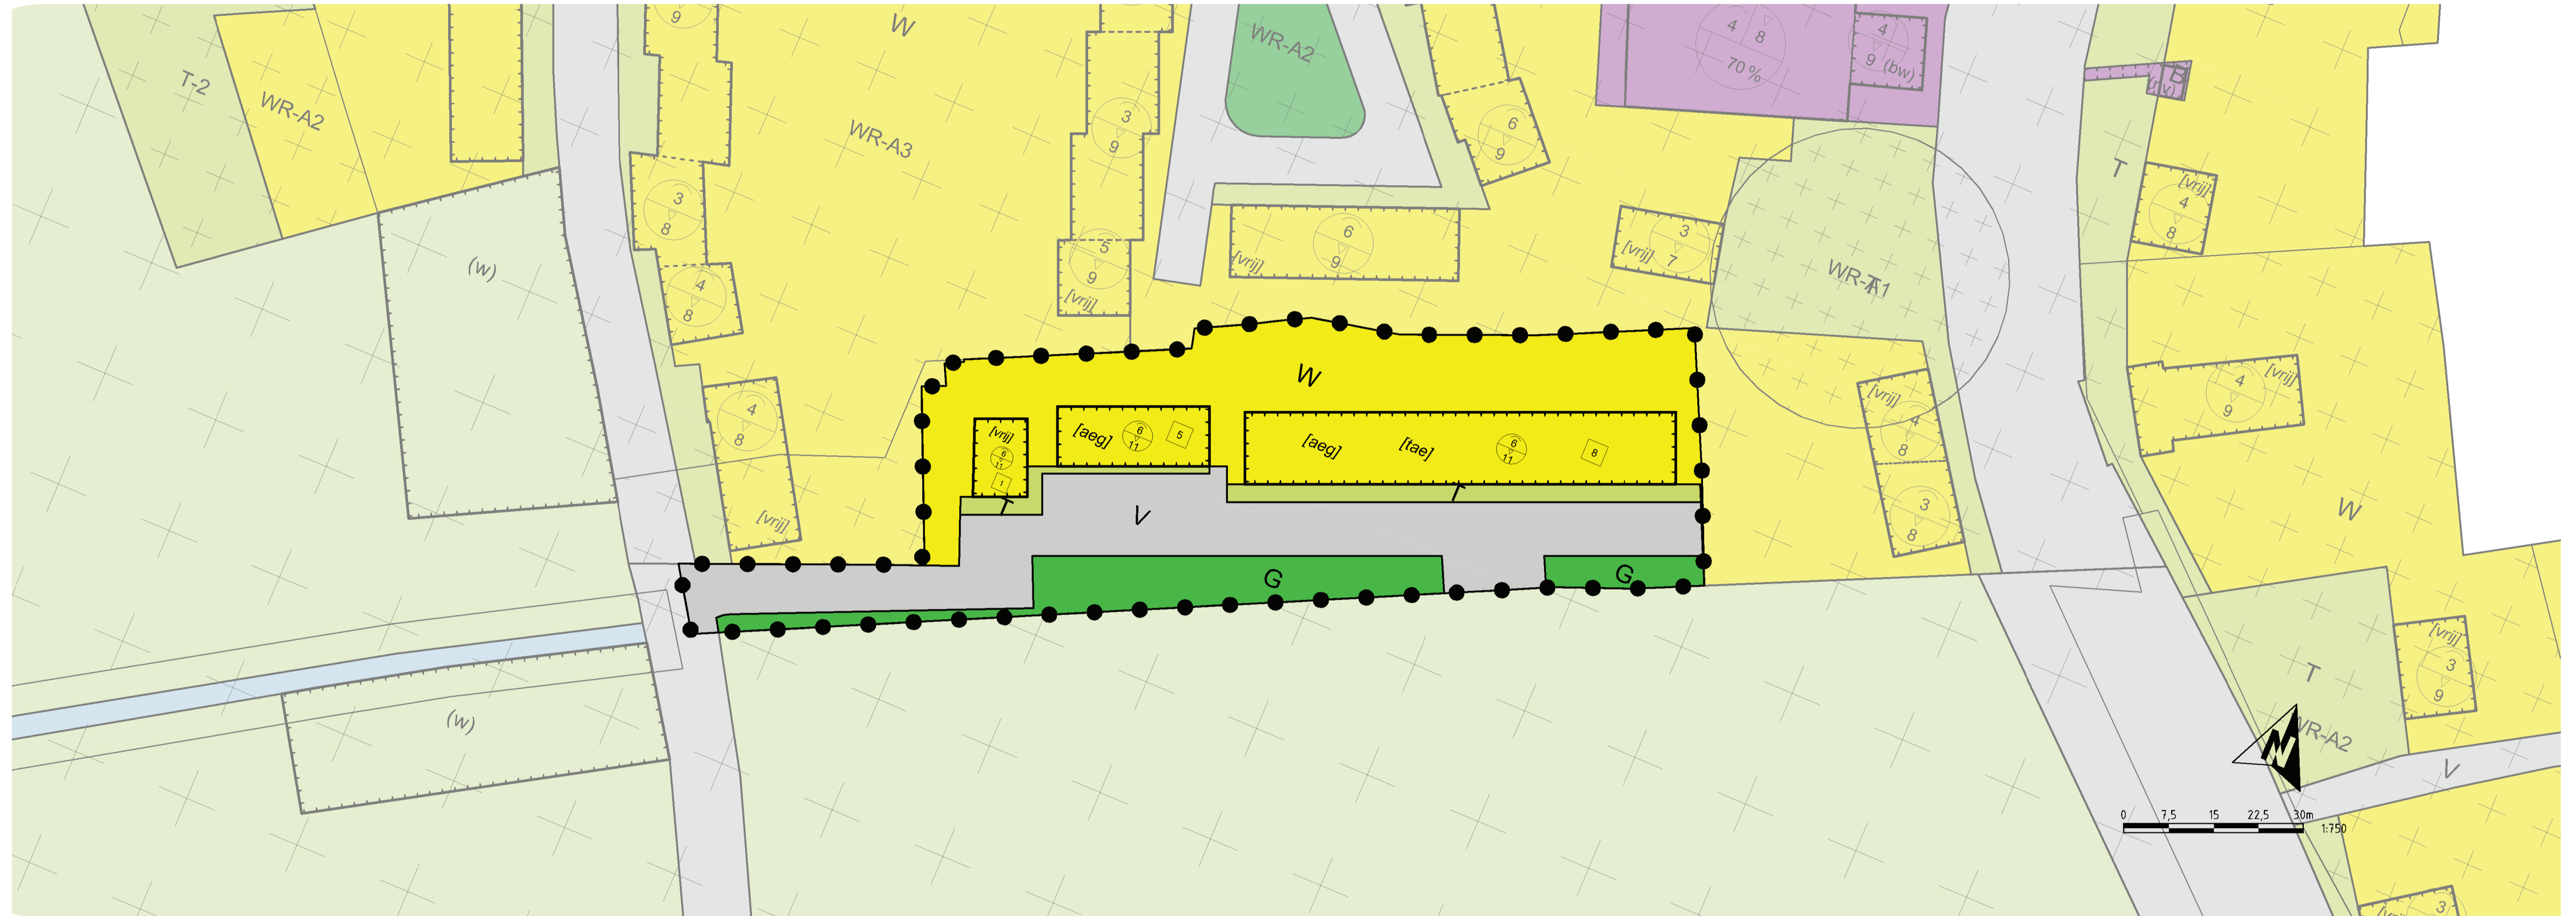 9
W
WR-A2
4 8
70 %
4
9 (bw)
B
(nv)
T-2
WR-A2
WR-A3
3
9
6
9
T
[vrij]
4
8
3
8
6
9
[vrij]
3
7
[vrij]
(w)
5
9
[vrij]
WR-A1
T
4
8
W
4
9
[vrij]
4
8
[vrij]
[vrij]
4
8
[vrij]
6
11
1
[aeg]
6
11
5
[aeg]
[tae]
6
11
8
T
T
V
3
8
W
G
G
[vrij]
3
9
T
WR-A2
(w)
N
V
0 7,5 15 22,5 30m
1:750
3
[vrij]